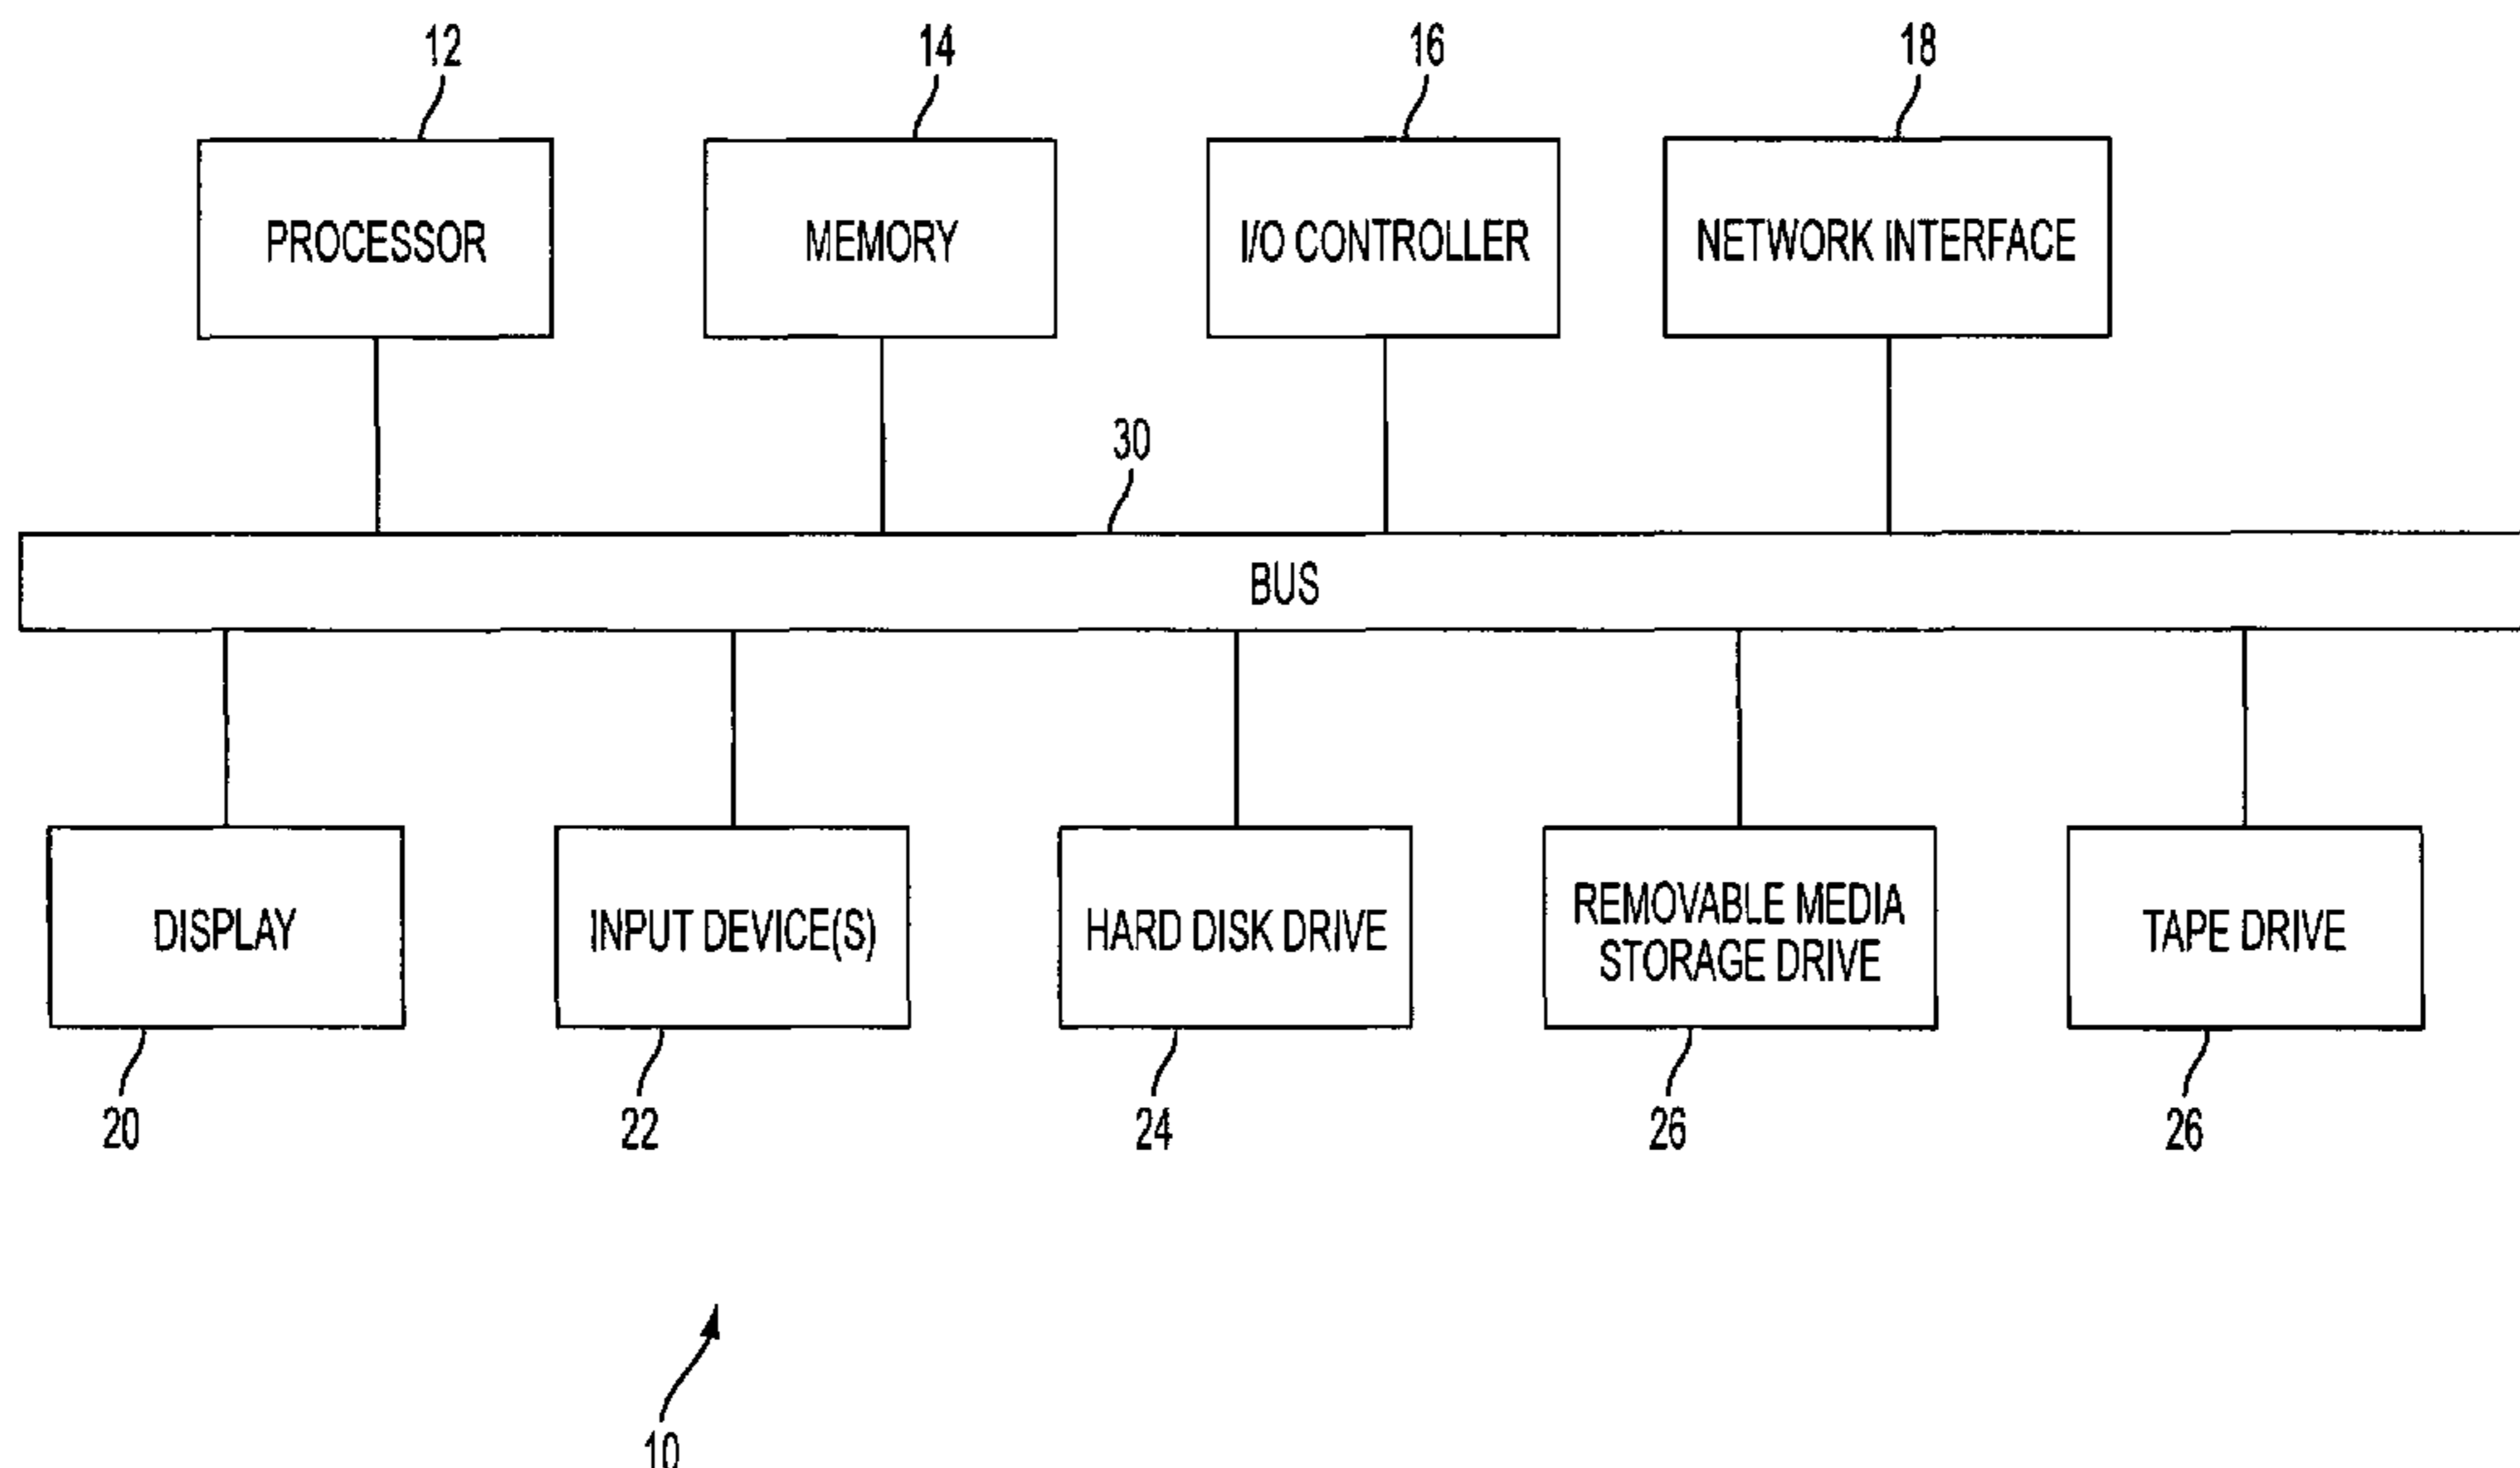 12
14
16
18
PROCESSOR
MEMORY
I/O CONTROLLER
NETWORK INTERFACE
30
BUS
DISPLAY
INPUT DEVICE(S)
HARD DISK DRIVE
REMOVABLE MEDIA
STORAGE DRIVE
TAPE DRIVE
20
22
24
26
26
10